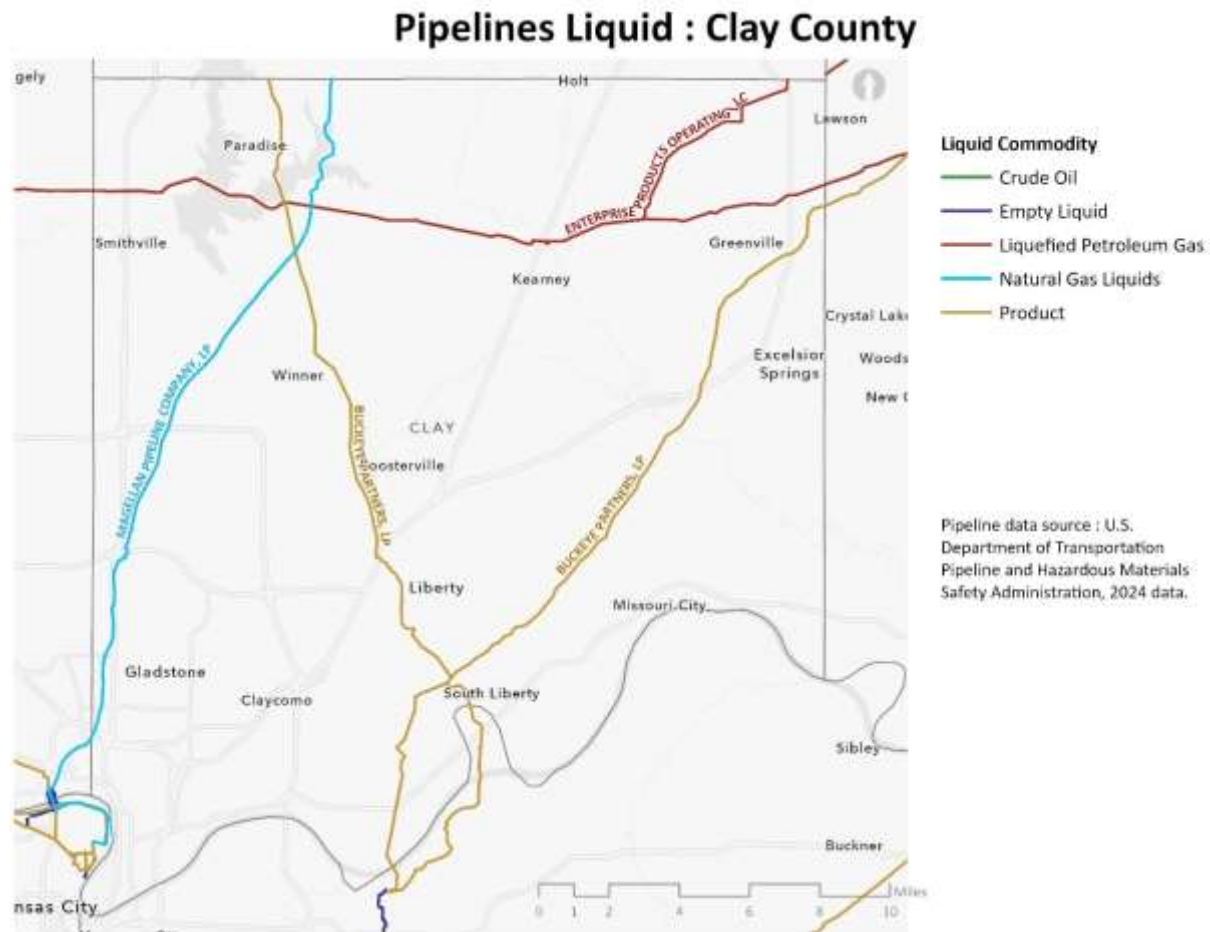 Pipelines Liquid : Clay County
gely
Holt
Lawson
Paradise
ENTERPRISE PRODUCTS OPERATING, LC
Smithville
Greenville
Kearney
Crystal Lake
Excelsior
Springs
Woods
New C
Winner
MAGELLAN PIPELINE COMPANY, LP
BUCKEYE PARTNERS, LP
CLAY
oosterville
BUCKEYE PARTNERS, LP
Liberty
Missouri City
Gladstone
Claycomo
South Liberty
Sibley
Buckner
nsas City
Miles
0 1 2 4 6 8 10
Liquid Commodity
Crude Oil
Empty Liquid
Liquefied Petroleum Gas
Natural Gas Liquids
Product
Pipeline data source : U.S.
Department of Transportation
Pipeline and Hazardous Materials
Safety Administration, 2024 data.